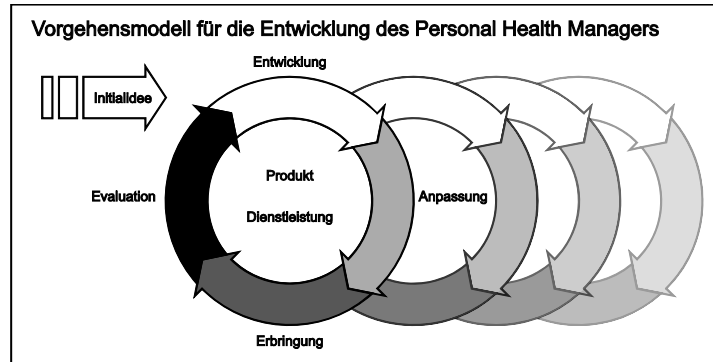 Vorgehensmodell für die Entwicklung des Personal Health Managers
Entwicklung
Initialidee
Produkt
Evaluation
Anpassung
Dienstleistung
Erbringung